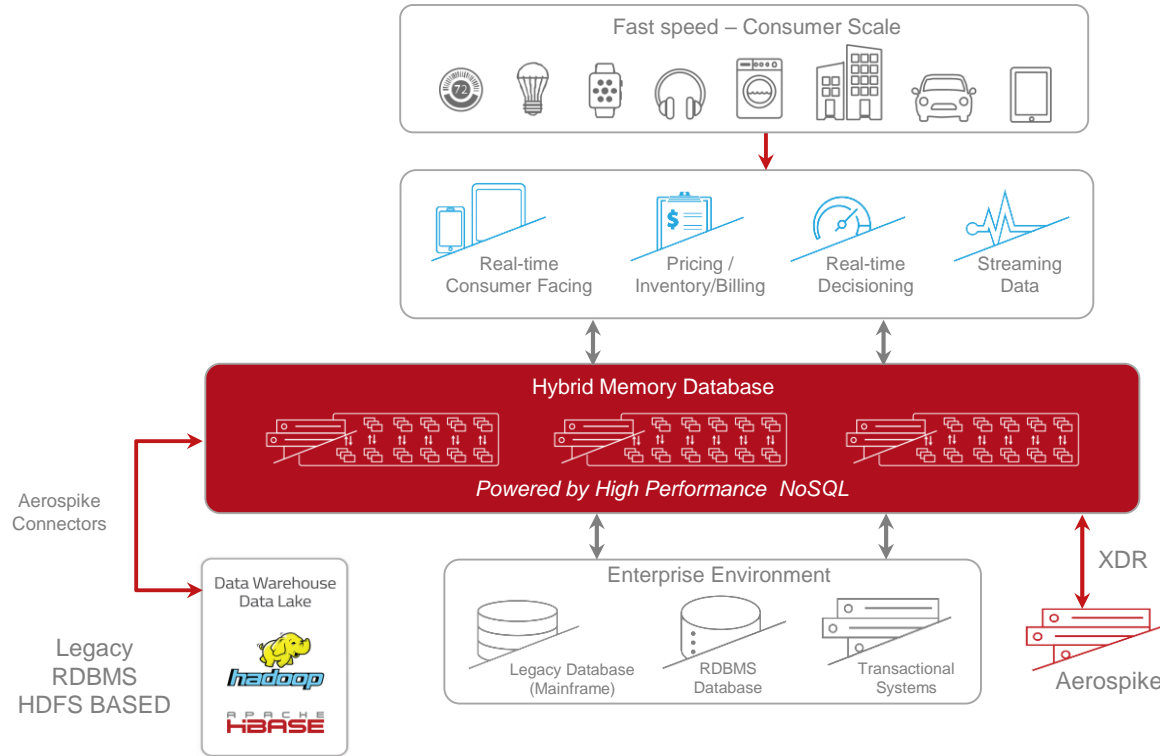 Fast speed – Consumer Scale
72
Real-time
Consumer Facing
$
Pricing /
Inventory/Billing
Real-time
Decisioning
Streaming
Data
Hybrid Memory Database
Powered by High Performance NoSQL
Aerospike
Connectors
Data Warehouse
Data Lake
hadoop
APACHE
HBASE
Legacy
RDBMS
HDFS BASED
Enterprise Environment
Legacy Database
(Mainframe)
RDBMS
Database
Transactional
Systems
XDR
Aerospike